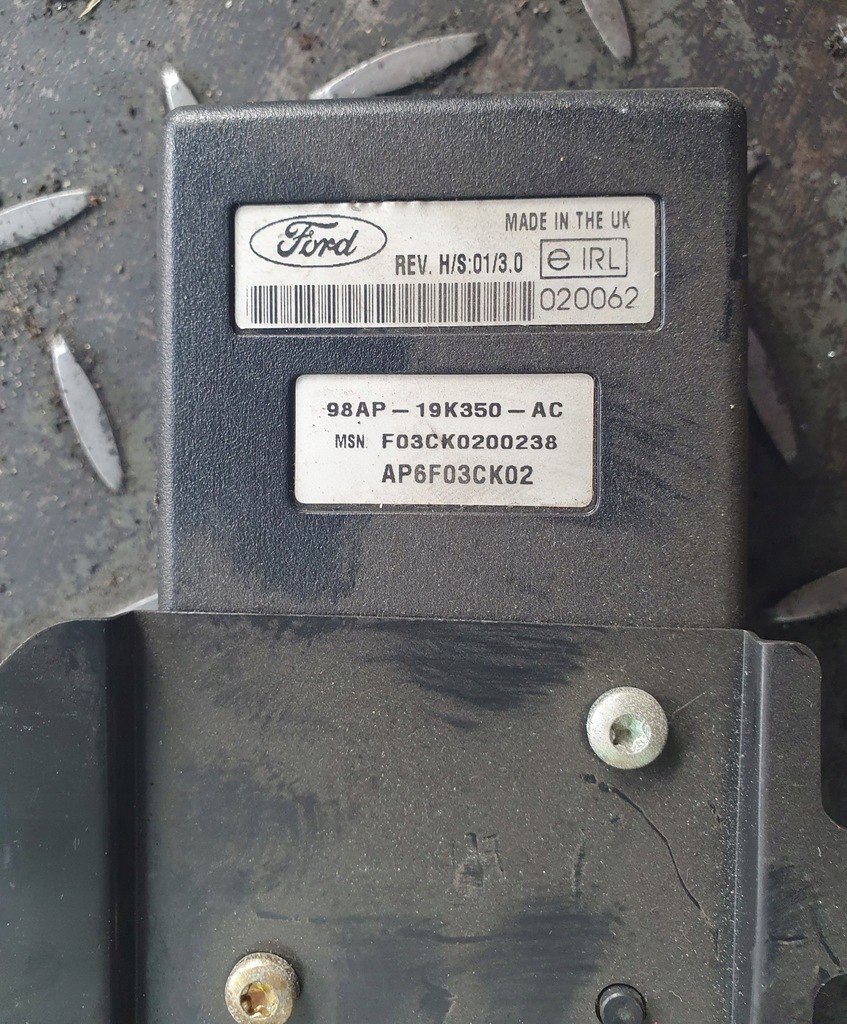 Ford
MADE IN THE UK
REV. H/S:01/3.0
e IRL
020062
98AP-19K350-AC
MSN F03CK0200238
AP6F03CK02